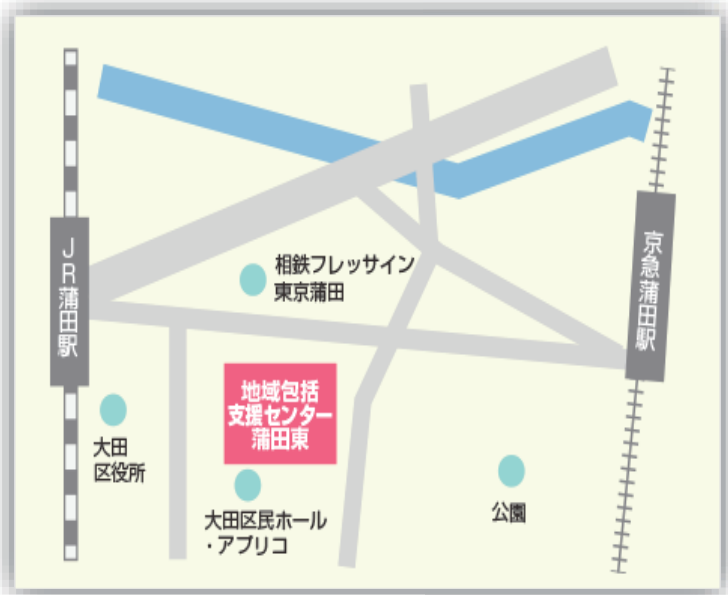 JR蒲田駅
京急蒲田駅
相鉄フレッサイン
東京蒲田
地域包括
支援センター
蒲田東
大田
区役所
大田区民ホール
・アプリコ
公園